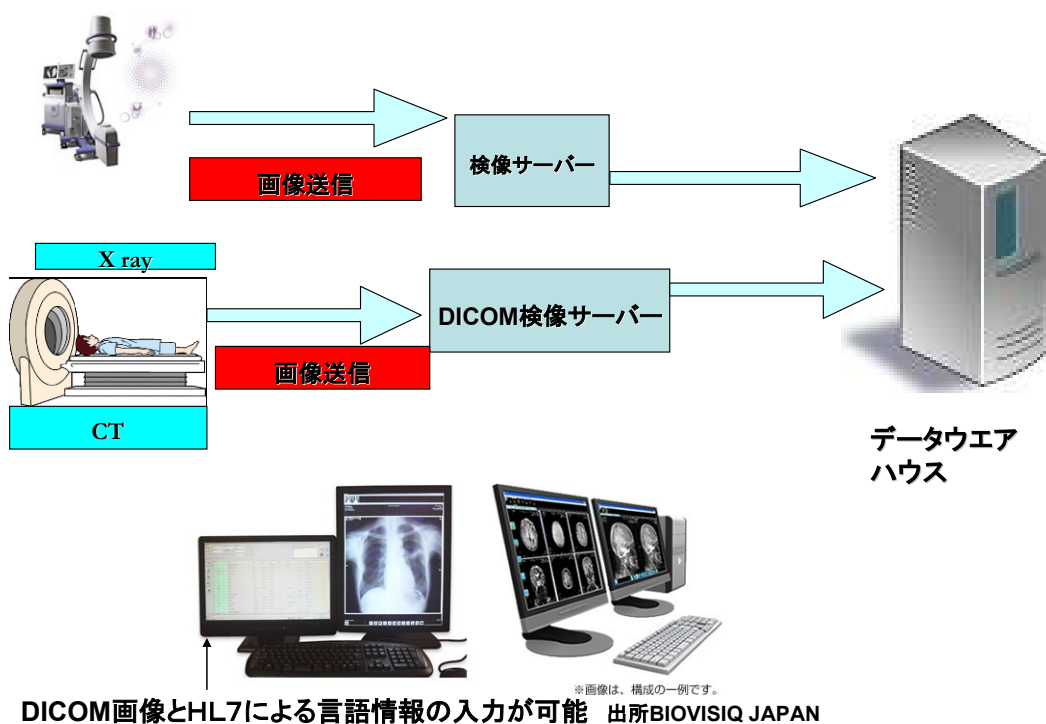 画像送信
検像サーバー
X ray
DICOM検像サーバー
画像送信
CT
データウエア
ハウス
※画像は、構成の一例です。
DICOM画像とHL7による言語情報の入力が可能 出所BIOVISIQ JAPAN